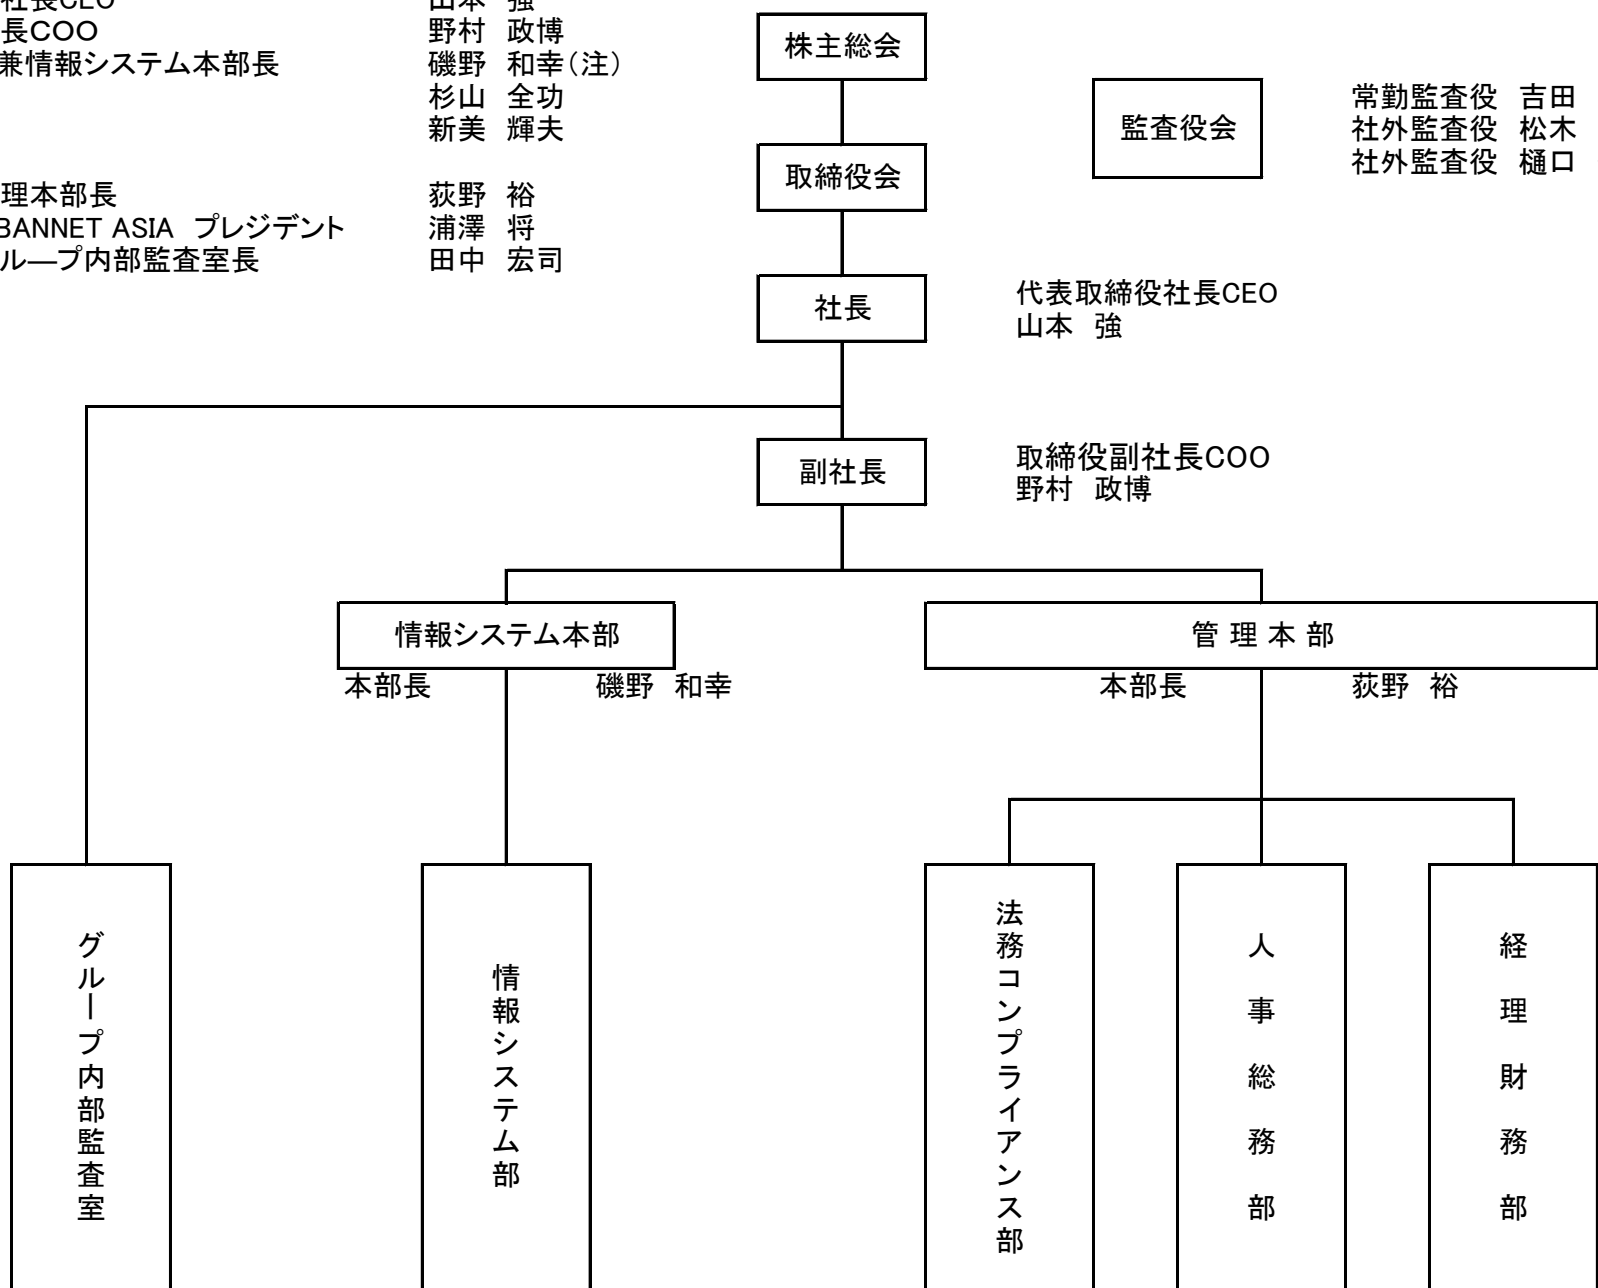 社長CEO 山本 強
長COO 野村 政博
兼情報システム本部長 磯野 和幸(注)
杉山 全功
新美 輝夫
理本部長 荻野 裕
BANNET ASIA プレジデント 浦澤 将
ル―プ内部監査室長 田中 宏司
株主総会
監査役会
常勤監査役 吉田
社外監査役 松木
社外監査役 樋口
取締役会
社長
代表取締役社長CEO
山本 強
副社長
取締役副社長COO
野村 政博
情報システム本部
本部長 磯野 和幸
管 理 本 部
本部長 荻野 裕
グループ内部監査室
情報システム部
法務コンプライアンス部
人事総務部
経理財務部